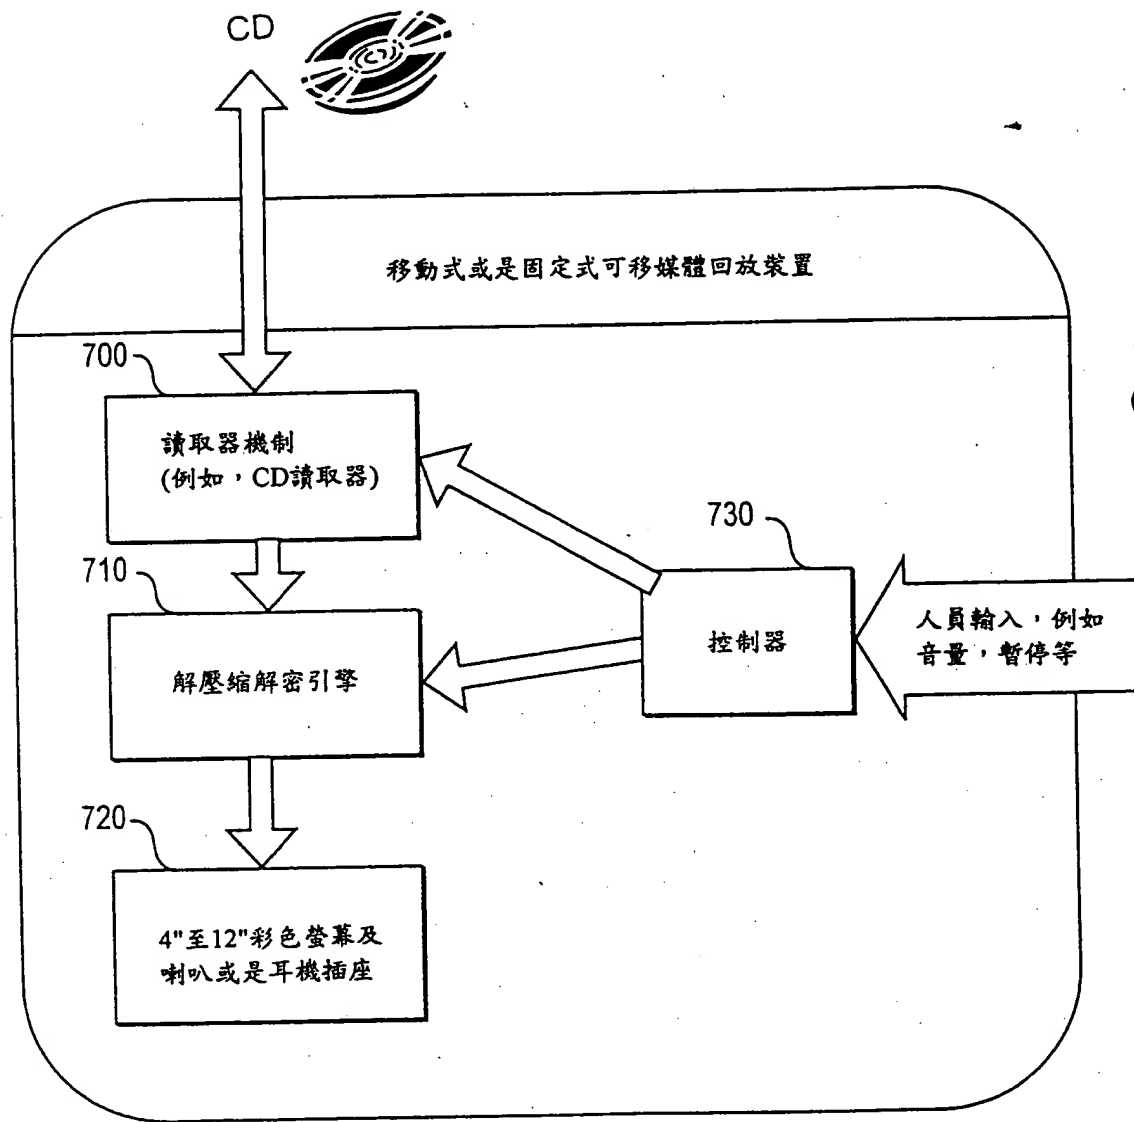 CD
移動式或是固定式可移媒體回放裝置
700
讀取器機制
(例如，CD讀取器)
730
710
人員輸入，例如
音量，暫停等
控制器
解壓縮解密引擎
720
4"至12"彩色螢幕及
喇叭或是耳機插座